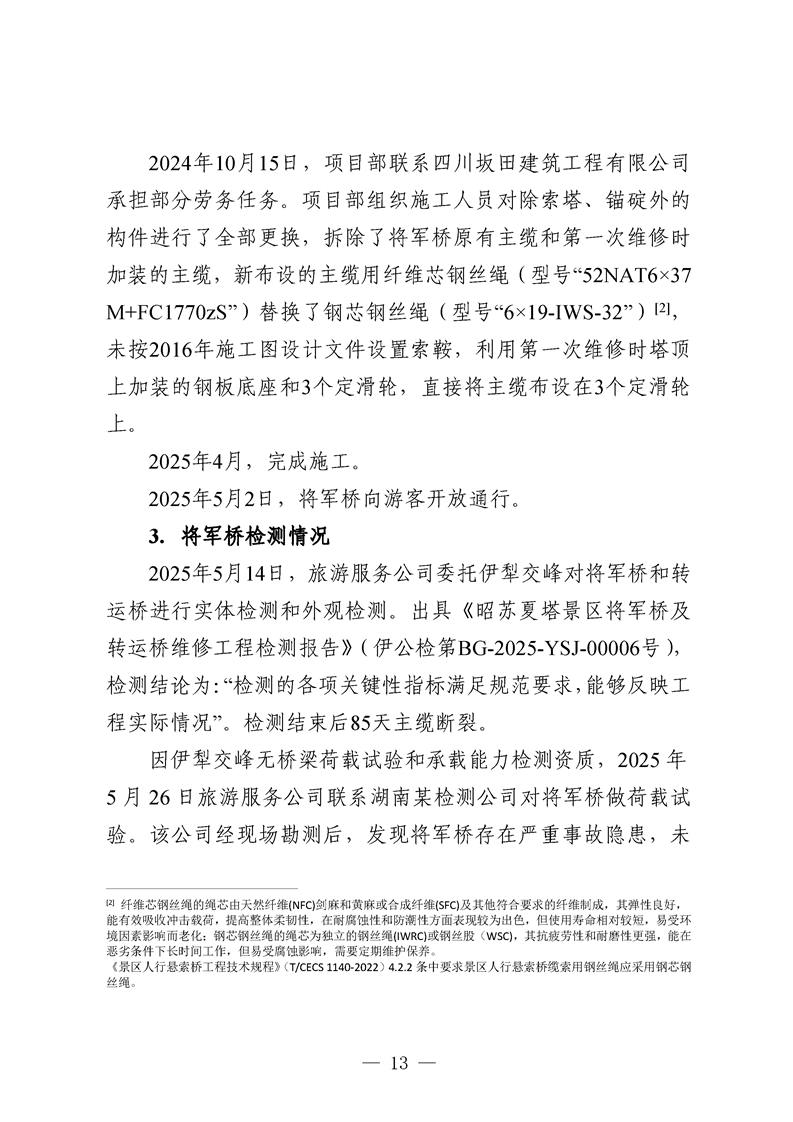 2024年10月15日，项目部联系四川坂田建筑工程有限公司
承担部分劳务任务。项目部组织施工人员对除索塔、锚碇外的
构件进行了全部更换，拆除了将军桥原有主缆和第一次维修时
加装的主缆，新布设的主缆用纤维芯钢丝绳（型号“52NAT6×37
M+FC1770zS”）替换了钢芯钢丝绳（型号“6×19-IWS-32”）[2]，
未按2016年施工图设计文件设置索鞍，利用第一次维修时塔顶
上加装的钢板底座和3个定滑轮，直接将主缆布设在3个定滑轮
上。
2025年4月，完成施工。
2025年5月2日，将军桥向游客开放通行。
3. 将军桥检测情况
2025年5月14日，旅游服务公司委托伊犁交峰对将军桥和转
运桥进行实体检测和外观检测。出具《昭苏夏塔景区将军桥及
转运桥维修工程检测报告》（伊公检第BG-2025-YSJ-00006号），
检测结论为：“检测的各项关键性指标满足规范要求，能够反映工
程实际情况”。检测结束后85天主缆断裂。
因伊犁交峰无桥梁荷载试验和承载能力检测资质，2025 年
5 月 26 日旅游服务公司联系湖南某检测公司对将军桥做荷载试
验。该公司经现场勘测后，发现将军桥存在严重事故隐患，未
[2] 纤维芯钢丝绳的绳芯由天然纤维(NFC)剑麻和黄麻或合成纤维(SFC)及其他符合要求的纤维制成，其弹性良好，
能有效吸收冲击载荷，提高整体柔韧性，在耐腐蚀性和防潮性方面表现较为出色，但使用寿命相对较短，易受环
境因素影响而老化；钢芯钢丝绳的绳芯为独立的钢丝绳(IWRC)或钢丝股（WSC)，其抗疲劳性和耐磨性更强，能在
恶劣条件下长时间工作，但易受腐蚀影响，需要定期维护保养。
《景区人行悬索桥工程技术规程》（T/CECS 1140-2022）4.2.2 条中要求景区人行悬索桥缆索用钢丝绳应采用钢芯钢
丝绳。
— 13 —